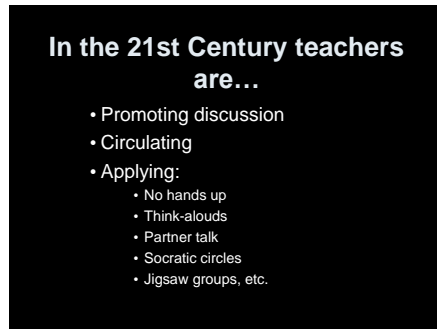 In the 21st Century teachers
are…
• Promoting discussion
• Circulating
• Applying:
• No hands up
• Think-alouds
• Partner talk
• Socratic circles
• Jigsaw groups, etc.